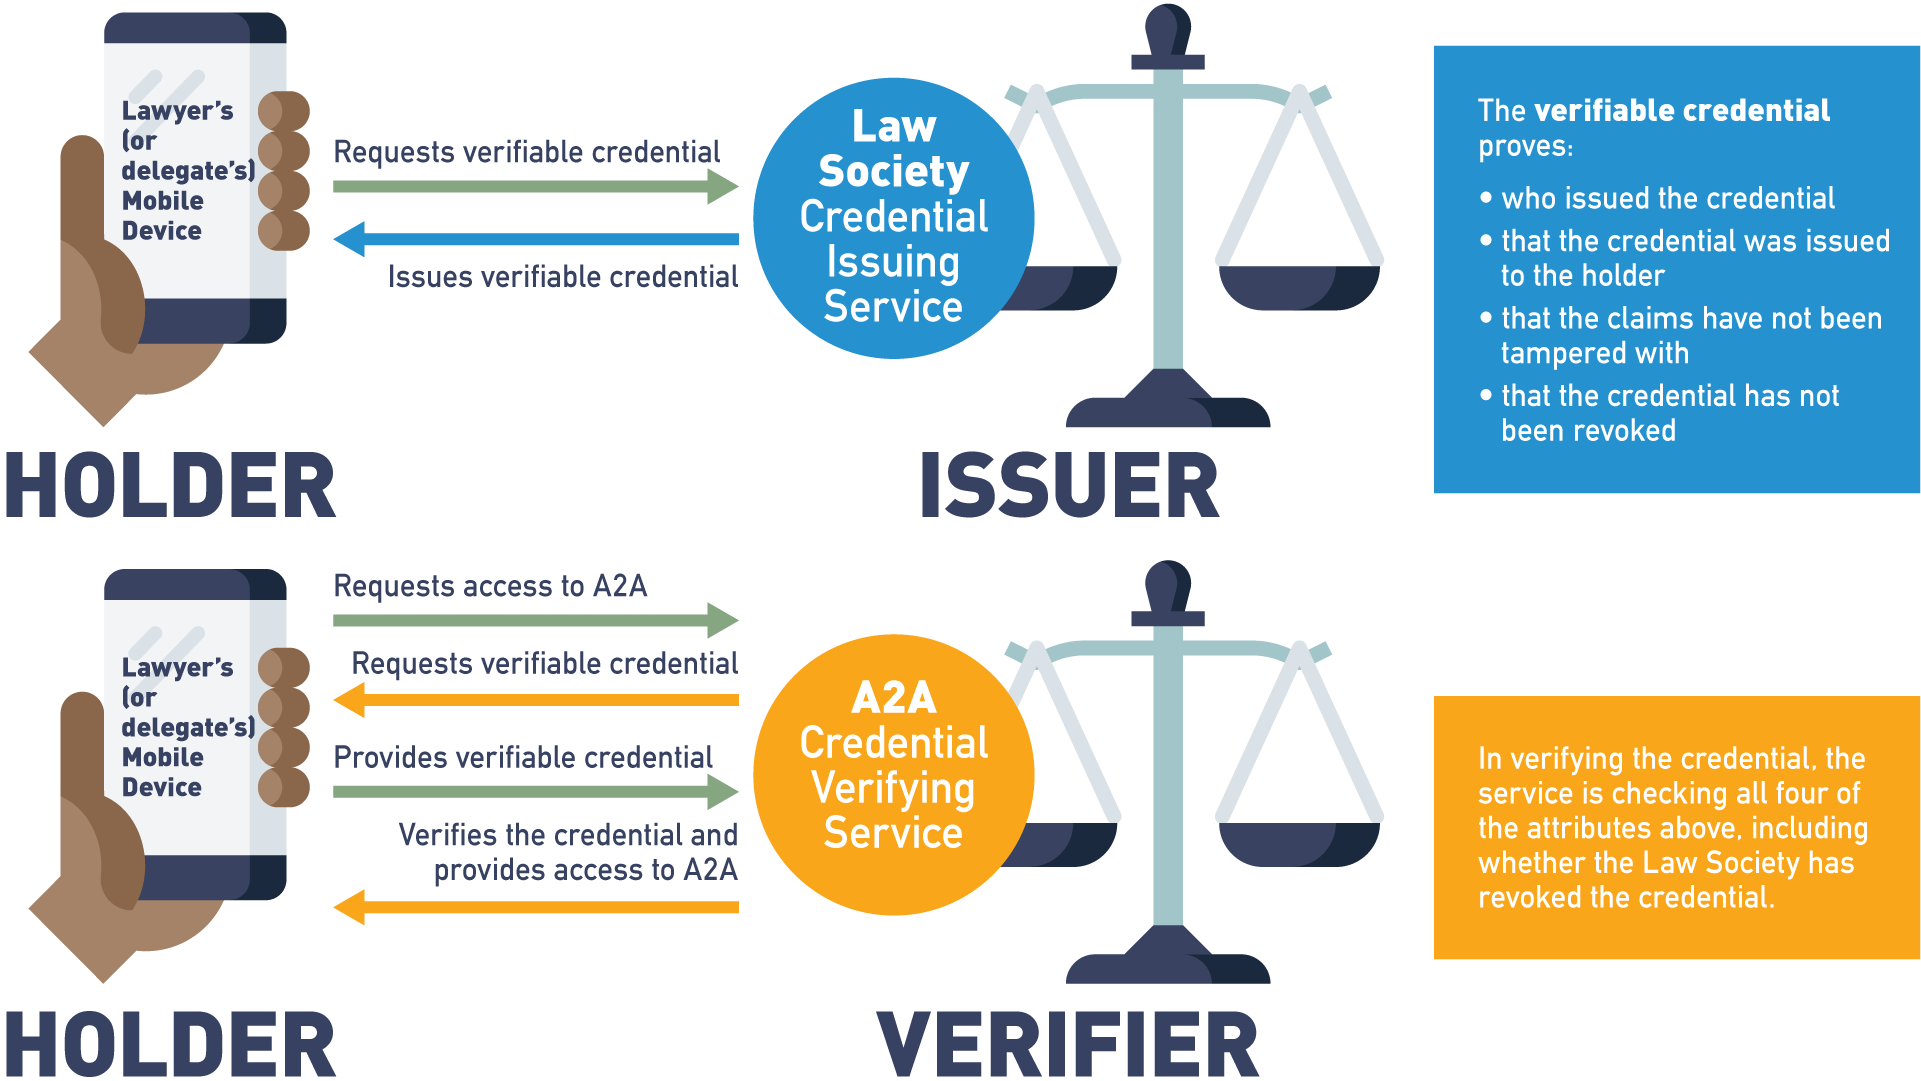 Lawyer's
(or
delegate's)
Mobile
Device
Requests verifiable credential
Issues verifiable credential
Law
Society
Credential
Issuing
Service
The verifiable credential
proves:
• who issued the credential
• that the credential was issued
to the holder
• that the claims have not been
tampered with
• that the credential has not
been revoked
HOLDER
ISSUER
Lawyer's
(or
delegate's)
Mobile
Device
Requests access to A2A
Requests verifiable credential
Provides verifiable credential
Verifies the credential and
provides access to A2A
A2A
Credential
Verifying
Service
In verifying the credential, the
service is checking all four of
the attributes above, including
whether the Law Society has
revoked the credential.
HOLDER
VERIFIER